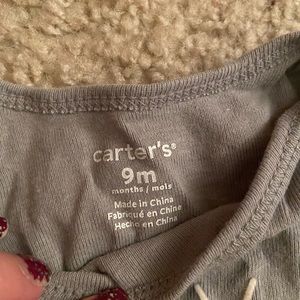 carter's®
9m
months / mois
Made in China
Fabriqué en Chine
Hecho en China